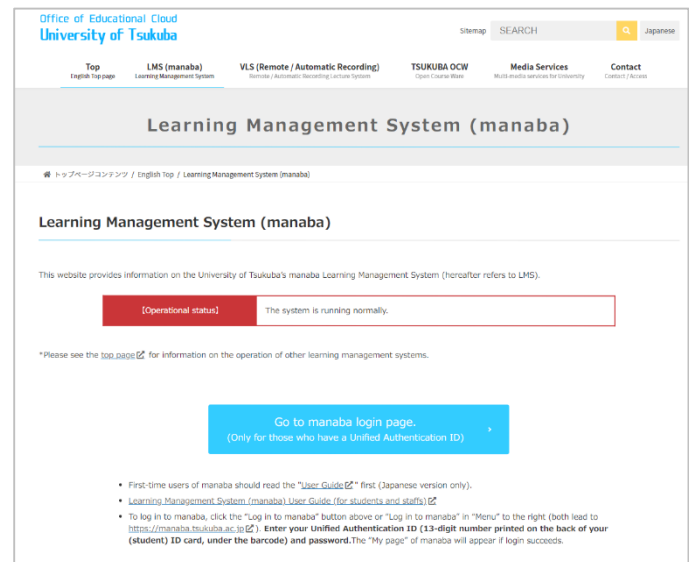 Office of Educational Cloud
University of Tsukuba
Sitemap
SEARCH
Japanese
Top
English Top page
LMS (manaba)
Learning Management System
VLS (Remote / Automatic Recording)
Remote / Automatic Recording Lecture System
TSUKUBA OCW
Open Course Ware
Media Services
Multi-media services for University
Contact
Contact / Access
Learning Management System (manaba)
トップページコンテンツ / English Top / Learning Management System (manaba)
Learning Management System (manaba)
This website provides information on the University of Tsukuba's manaba Learning Management System (hereafter refers to LMS).
【Operational status】
The system is running normally.
*Please see the top page for information on the operation of other learning management systems.
Go to manaba login page.
(Only for those who have a Unified Authentication ID)
• First-time users of manaba should read the "User Guide" first (Japanese version only).
• Learning Management System (manaba) User Guide (for students and staffs)
• To log in to manaba, click the "Log in to manaba" button above or "Log in to manaba" in "Menu" to the right (both lead to
https://manaba.tsukuba.ac.jp). Enter your Unified Authentication ID (13-digit number printed on the back of your
(student) ID card, under the barcode) and password.The "My page" of manaba will appear if login succeeds.